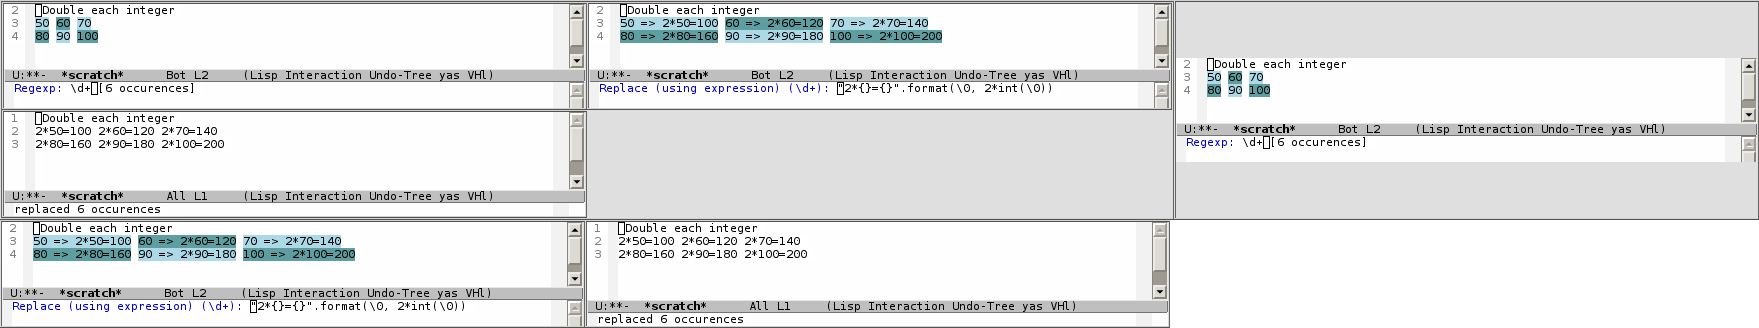 2 Double each integer
3 50 60 70
4 80 90 100
U:**-  *scratch*     Bot L2    (Lisp Interaction Undo-Tree yas VHl)
Regexp: \d+ [6 occurences]
2 Double each integer
3 50 => 2*50=100 60 => 2*60=120 70 => 2*70=140
4 80 => 2*80=160 90 => 2*90=180 100 => 2*100=200
U:**-  *scratch*     Bot L2    (Lisp Interaction Undo-Tree yas VHl)
Replace (using expression) (\d+): "2*{}={}".format(\0, 2*int(\0))
2 Double each integer
3 50 60 70
4 80 90 100
U:**-  *scratch*     Bot L2    (Lisp Interaction Undo-Tree yas VHl)
Regexp: \d+ [6 occurences]
1 Double each integer
2 2*50=100 2*60=120 2*70=140
3 2*80=160 2*90=180 2*100=200
U:**-  *scratch*     All L1    (Lisp Interaction Undo-Tree yas VHl)
replaced 6 occurences
2 Double each integer
3 50 => 2*50=100 60 => 2*60=120 70 => 2*70=140
4 80 => 2*80=160 90 => 2*90=180 100 => 2*100=200
U:**-  *scratch*     Bot L2    (Lisp Interaction Undo-Tree yas VHl)
Replace (using expression) (\d+): "2*{}={}".format(\0, 2*int(\0))
1 Double each integer
2 2*50=100 2*60=120 2*70=140
3 2*80=160 2*90=180 2*100=200
U:**-  *scratch*     All L1    (Lisp Interaction Undo-Tree yas VHl)
replaced 6 occurences